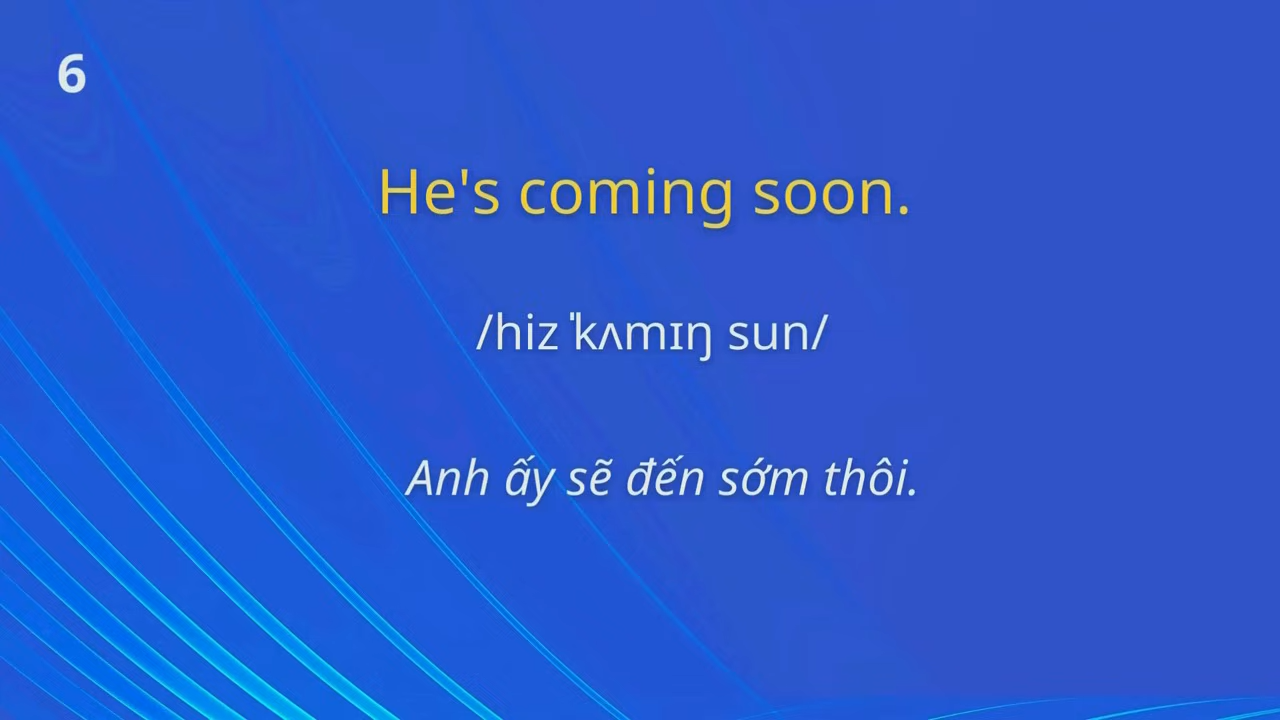 6
He's coming soon.
/hiz ˈkʌmɪŋ sun/
Anh ấy sẽ đến sớm thôi.